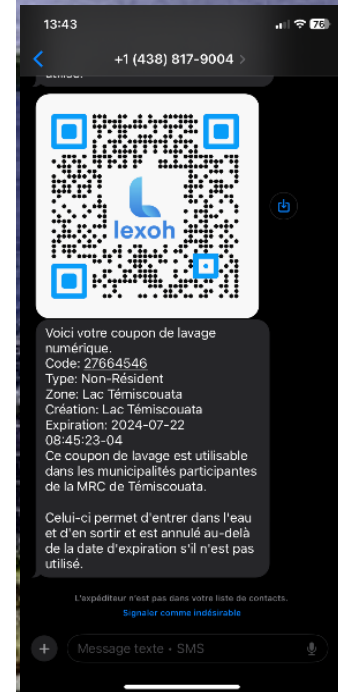 13:43
76
+1 (438) 817-9004
utilisé.
lexoh
Voici votre coupon de lavage
numérique.
Code: 27664546
Type: Non-Résident
Zone: Lac Témiscouata
Création: Lac Témiscouata
Expiration: 2024-07-22
08:45:23-04
Ce coupon de lavage est utilisable
dans les municipalités participantes
de la MRC de Témiscouata.
Celui-ci permet d'entrer dans l'eau
et d'en sortir et est annulé au-delà
de la date d'expiration s'il n'est pas
utilisé.
L'expéditeur n'est pas dans votre liste de contacts.
Signaler comme indésirable
Message texte • SMS